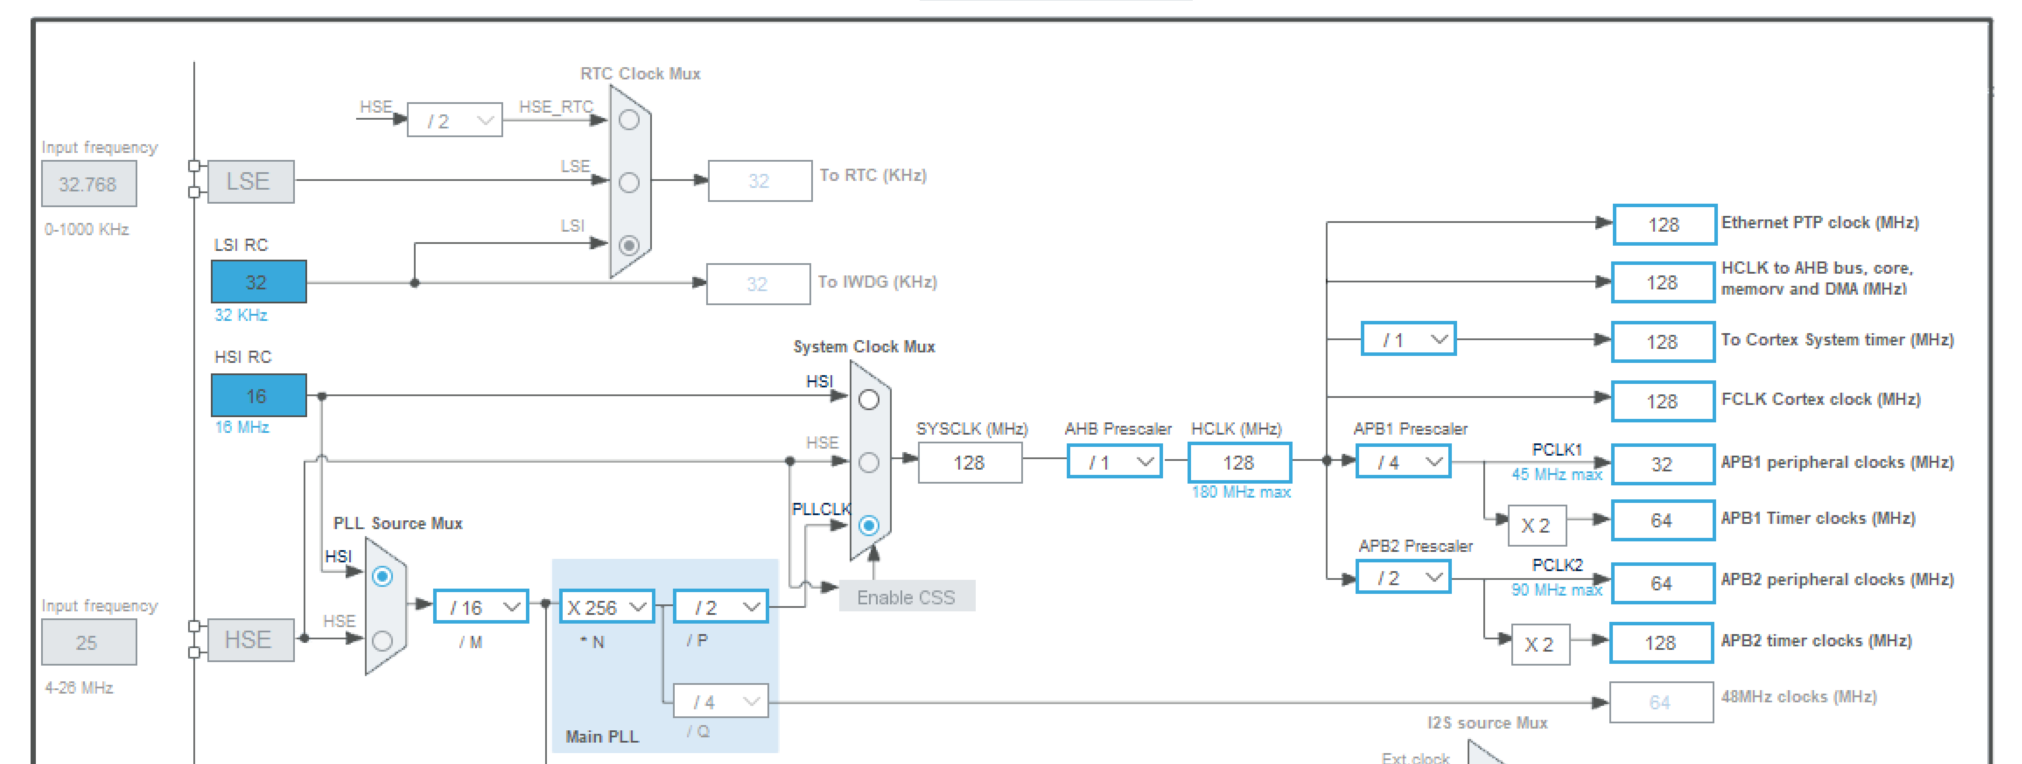 RTC Clock Mux
HSE
/ 2
HSE_RTC
Input frequency
32.768
0-1000 KHz
LSE
LSE
32
To RTC (KHz)
LSI
LSI RC
32
32 KHz
32
To IWDG (KHz)
128
Ethernet PTP clock (MHz)
128
HCLK to AHB bus, core,
memory and DMA (MHz)
/ 1
128
To Cortex System timer (MHz)
128
FCLK Cortex clock (MHz)
HSI RC
16
16 MHz
System Clock Mux
HSI
HSE
PLLCLK
SYSCLK (MHz)
128
AHB Prescaler
/ 1
HCLK (MHz)
128
180 MHz max
APB1 Prescaler
/ 4
PCLK1
45 MHz max
32
APB1 peripheral clocks (MHz)
X 2
64
APB1 Timer clocks (MHz)
APB2 Prescaler
/ 2
PCLK2
90 MHz max
64
APB2 peripheral clocks (MHz)
X 2
128
APB2 timer clocks (MHz)
PLL Source Mux
HSI
HSE
Input frequency
25
4-26 MHz
HSE
/ 16
/ M
X 256
* N
/ 2
/ P
/ 4
/ Q
Main PLL
Enable CSS
64
48MHz clocks (MHz)
I2S source Mux
Ext.clock